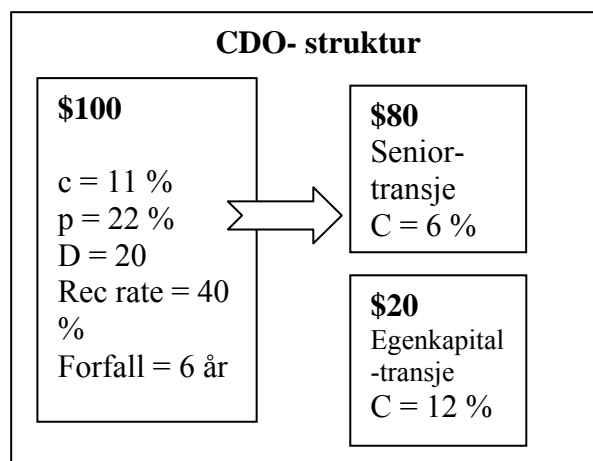 CDO- struktur
$100
c = 11 %
p = 22 %
D = 20
Rec rate = 40
%
Forfall = 6 år
$80
Senior-
transje
C = 6 %
$20
Egenkapital
-transje
C = 12 %